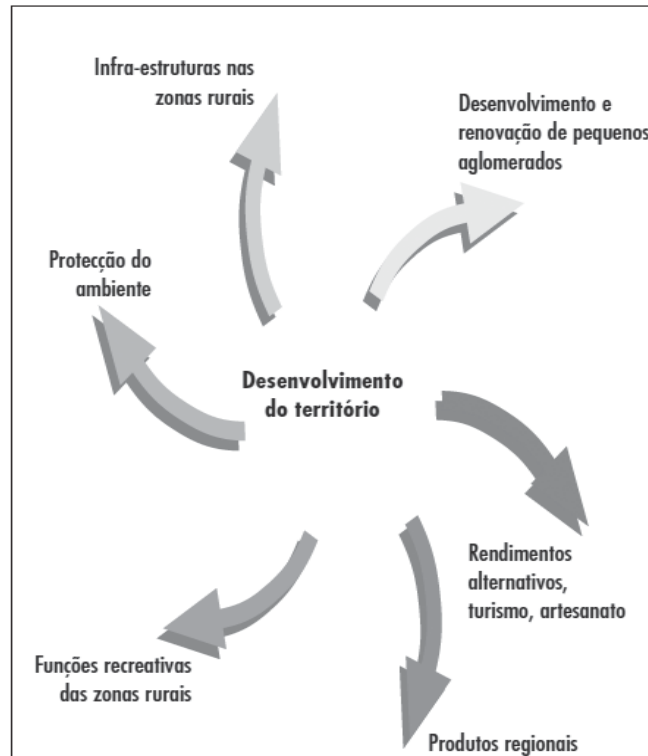 Infra-estruturas nas
zonas rurais
Desenvolvimento e
renovação de pequenos
aglomerados
Protecção do
ambiente
Desenvolvimento
do território
Rendimentos
alternativos,
turismo, artesanato
Funções recreativas
das zonas rurais
Produtos regionais